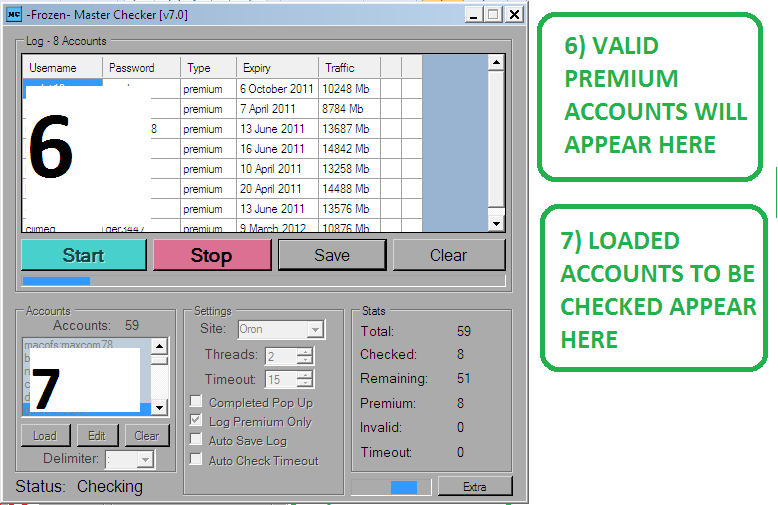 MC -Frozen- Master Checker [v7.0]
Log - 8 Accounts
Username Password Type Expiry Traffic
premium 6 October 2011 10248 Mb
premium 7 April 2011 8784 Mb
8 premium 13 June 2011 13687 Mb
premium 16 June 2011 14842 Mb
premium 10 April 2011 13258 Mb
premium 20 April 2011 14488 Mb
premium 13 June 2011 13576 Mb
premium 9 March 2012 10876 Mb
6
Start Stop Save Clear
Accounts
Accounts: 59
macofs:maxcom78
7
Load Edit Clear
Delimiter: :
Status: Checking
Settings
Site: Oron
Threads: 2
Timeout: 15
Completed Pop Up
Log Premium Only
Auto Save Log
Auto Check Timeout
Stats
Total: 59
Checked: 8
Remaining: 51
Premium: 8
Invalid: 0
Timeout: 0
Extra
6) VALID
PREMIUM
ACCOUNTS WILL
APPEAR HERE
7) LOADED
ACCOUNTS TO BE
CHECKED APPEAR
HERE